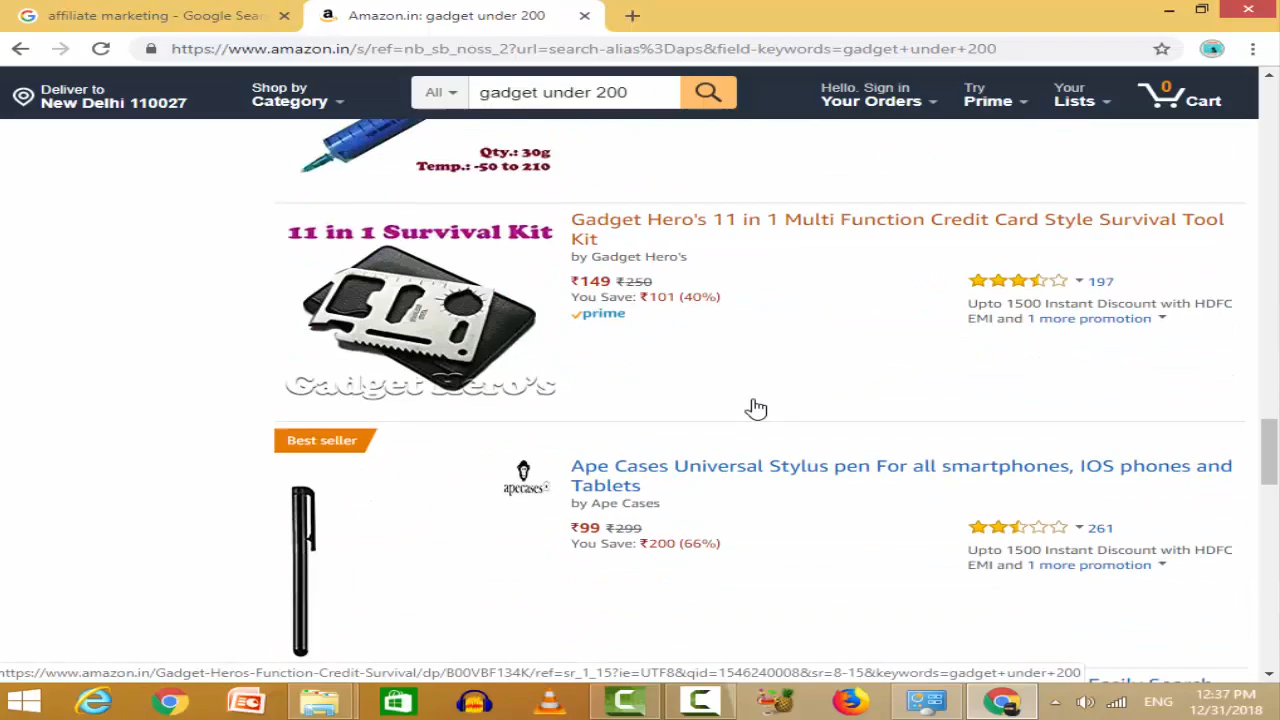 affiliate marketing - Google Sear
Amazon.in: gadget under 200
https://www.amazon.in/s/ref=nb_sb_noss_2?url=search-alias%3Daps&field-keywords=gadget+under+200
Deliver to
New Delhi 110027
Shop by
Category
All
gadget under 200
Hello. Sign in
Your Orders
Try
Prime
Your
Lists
0
Cart
Qty.: 30g
Temp.: -50 to 210
11 in 1 Survival Kit
Gadget Hero's
Gadget Hero's 11 in 1 Multi Function Credit Card Style Survival Tool
Kit
by Gadget Hero's
₹149 ₹250
You Save: ₹101 (40%)
prime
197
Upto 1500 Instant Discount with HDFC
EMI and 1 more promotion
Best seller
apecases
Ape Cases Universal Stylus pen For all smartphones, IOS phones and
Tablets
by Ape Cases
₹99 ₹299
You Save: ₹200 (66%)
261
Upto 1500 Instant Discount with HDFC
EMI and 1 more promotion
https://www.amazon.in/Gadget-Heros-Function-Credit-Survival/dp/B00VBF134K/ref=sr_1_15?ie=UTF8&qid=1546240008&sr=8-15&keywords=gadget+under+200
ENG
12:37 PM
12/31/2018